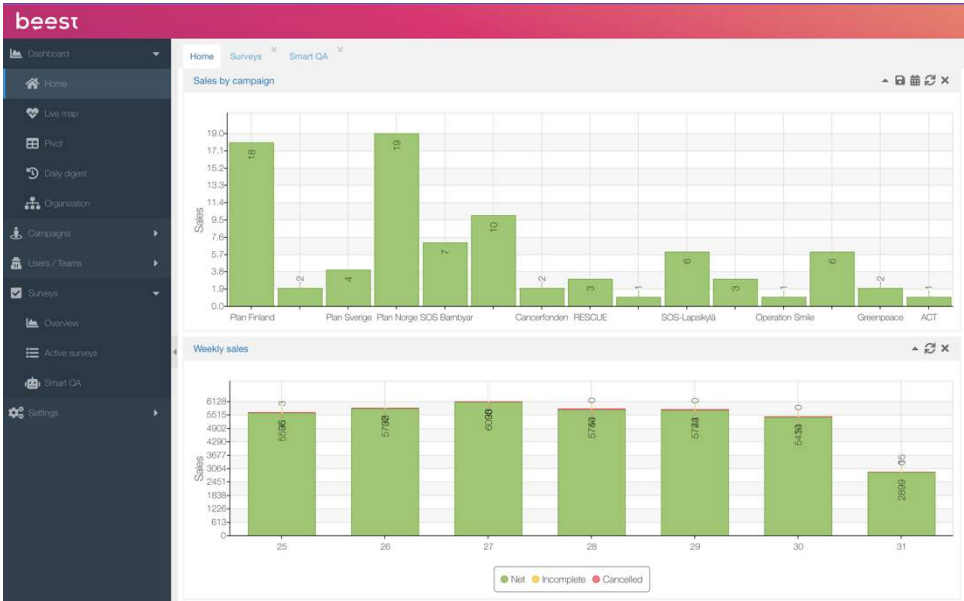 beest
Dashboard
Home
Live map
Pivot
Daily digest
Organization
Campaigns
Users / Teams
Surveys
Overview
Active surveys
Smart QA
Settings
Home Surveys Smart QA
Sales by campaign
Sales
19.0
17.1
15.2
13.3
11.4
9.5
7.6
5.7
3.8
1.9
0.0
18 2 4 19 7 10 2 3 1 6 3 1 6 2 1
Plan Finland Plan Sverige Plan Norge SOS Barnbyar Cancerfonden RESCUE SOS-Lapsikylä Operation Smile Greenpeace ACT
Weekly sales
Sales
6128
5515
4902
4290
3677
3064
2451
1838
1226
613
0
3 0 0 0
2899
25 26 27 28 29 30 31
Net Incomplete Cancelled